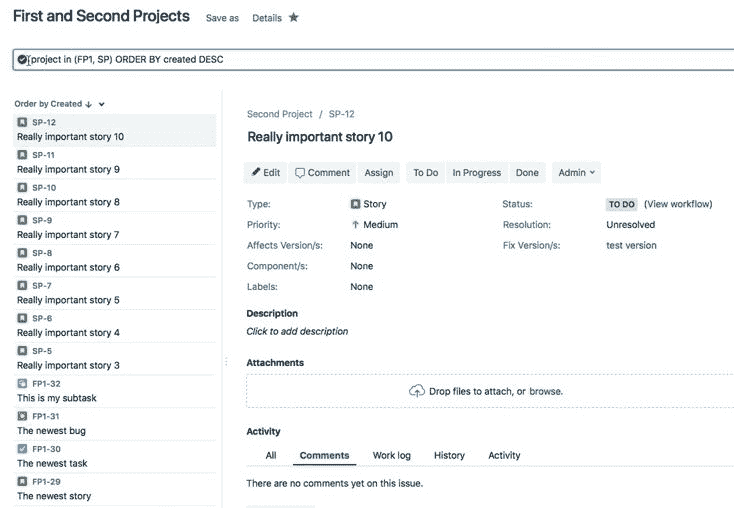 First and Second Projects Save as Details
project in (FP1, SP) ORDER BY created DESC
Order by Created
SP-12
Really important story 10
SP-11
Really important story 9
SP-10
Really important story 8
SP-9
Really important story 7
SP-8
Really important story 6
SP-7
Really important story 5
SP-6
Really important story 4
SP-5
Really important story 3
FP1-32
This is my subtask
FP1-31
The newest bug
FP1-30
The newest task
FP1-29
The newest story
Second Project / SP-12
Really important story 10
Edit Comment Assign To Do In Progress Done Admin
Type: Story Status: TO DO (View workflow)
Priority: Medium Resolution: Unresolved
Affects Version/s: None Fix Version/s: test version
Component/s: None
Labels: None
Description
Click to add description
Attachments
Drop files to attach, or browse.
Activity
All Comments Work log History Activity
There are no comments yet on this issue.